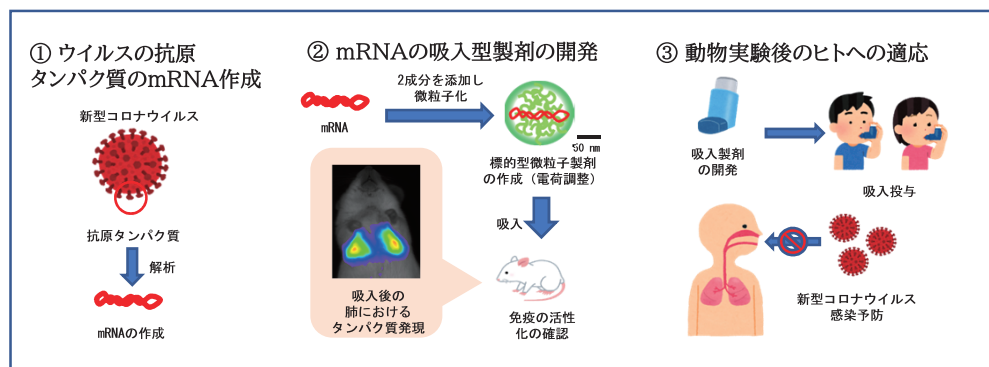 ① ウイルスの抗原
タンパク質のmRNA作成
新型コロナウイルス
抗原タンパク質
解析
mRNAの作成
② mRNAの吸入型製剤の開発
mRNA
2成分を添加し
微粒子化
50 nm
標的型微粒子製剤
の作成(電荷調整)
吸入
吸入後の
肺における
タンパク質発現
免疫の活性
化の確認
③ 動物実験後のヒトへの適応
吸入製剤
の開発
吸入投与
新型コロナウイルス
感染予防